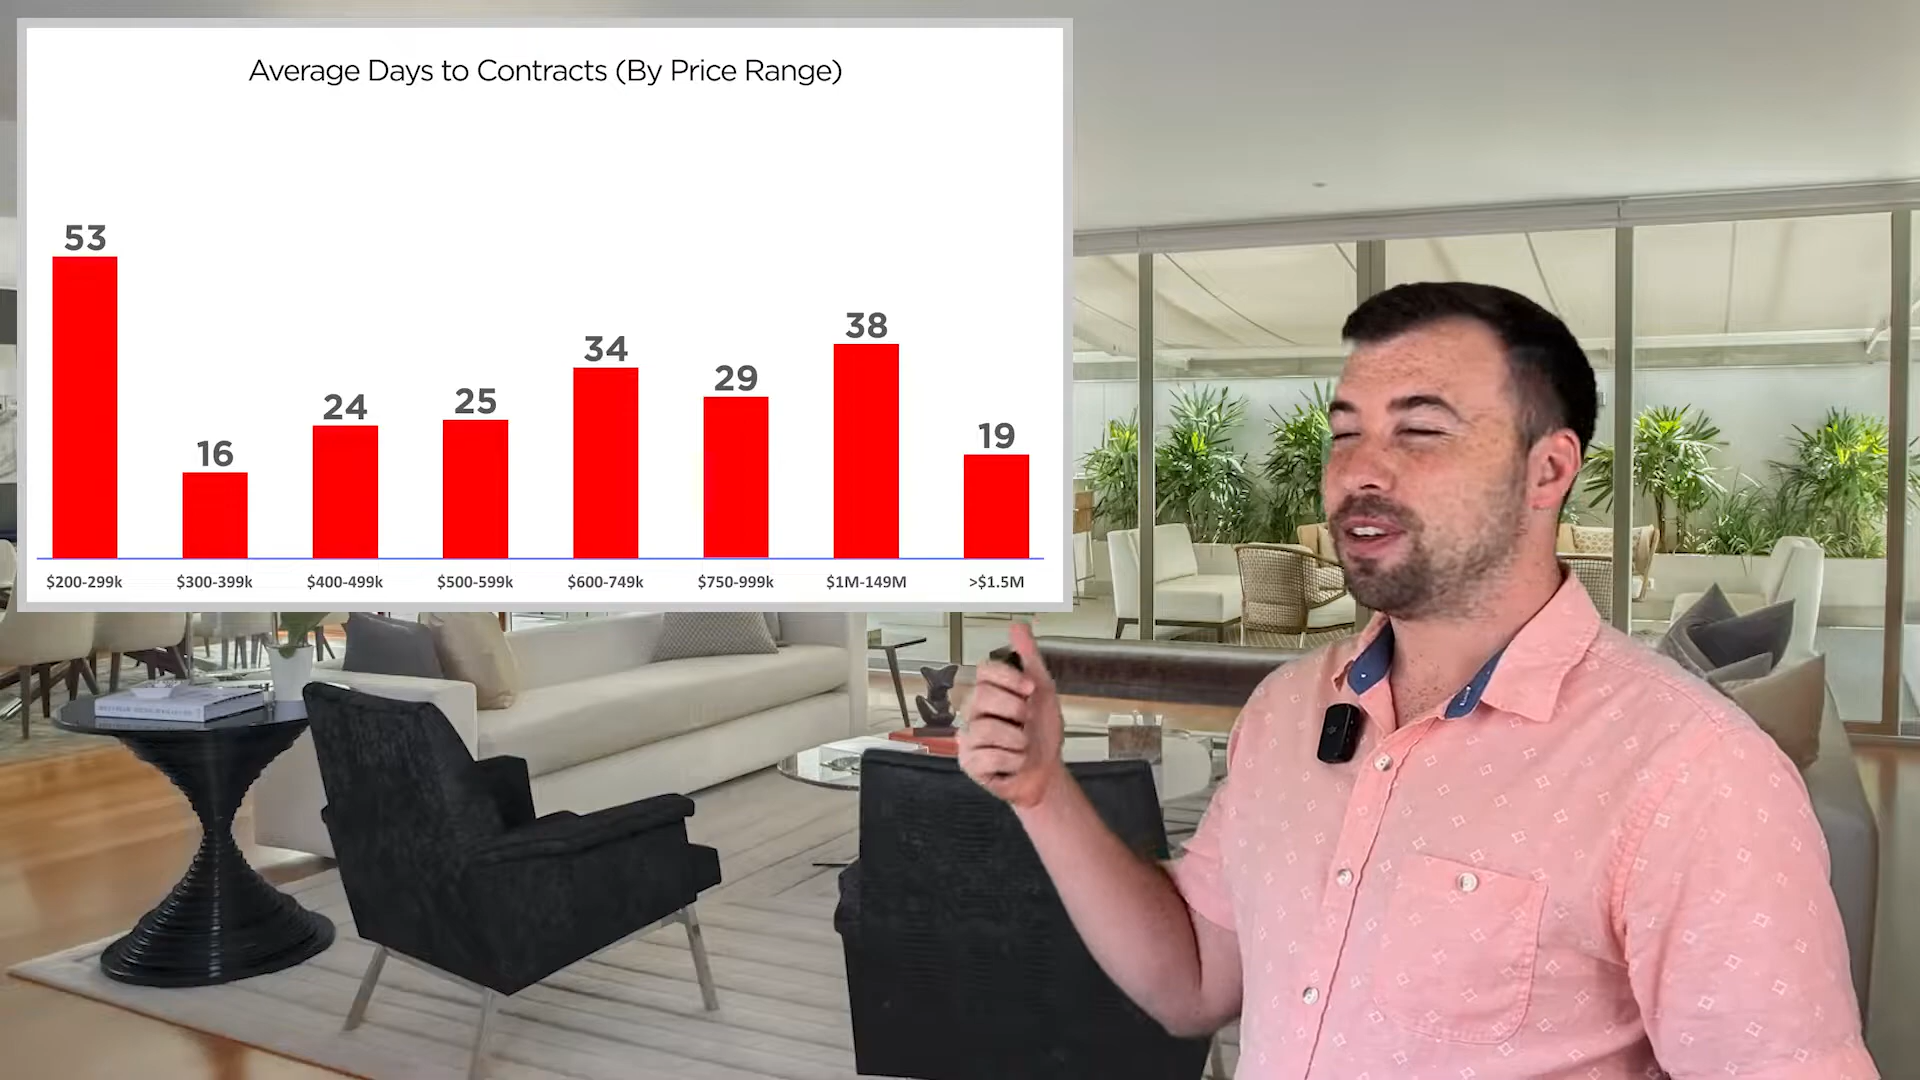 Average Days to Contracts (By Price Range)
53
16
24
25
34
29
38
19
$200-299k
$300-399k
$400-499k
$500-599k
$600-749k
$750-999k
$1M-149M
>$1.5M